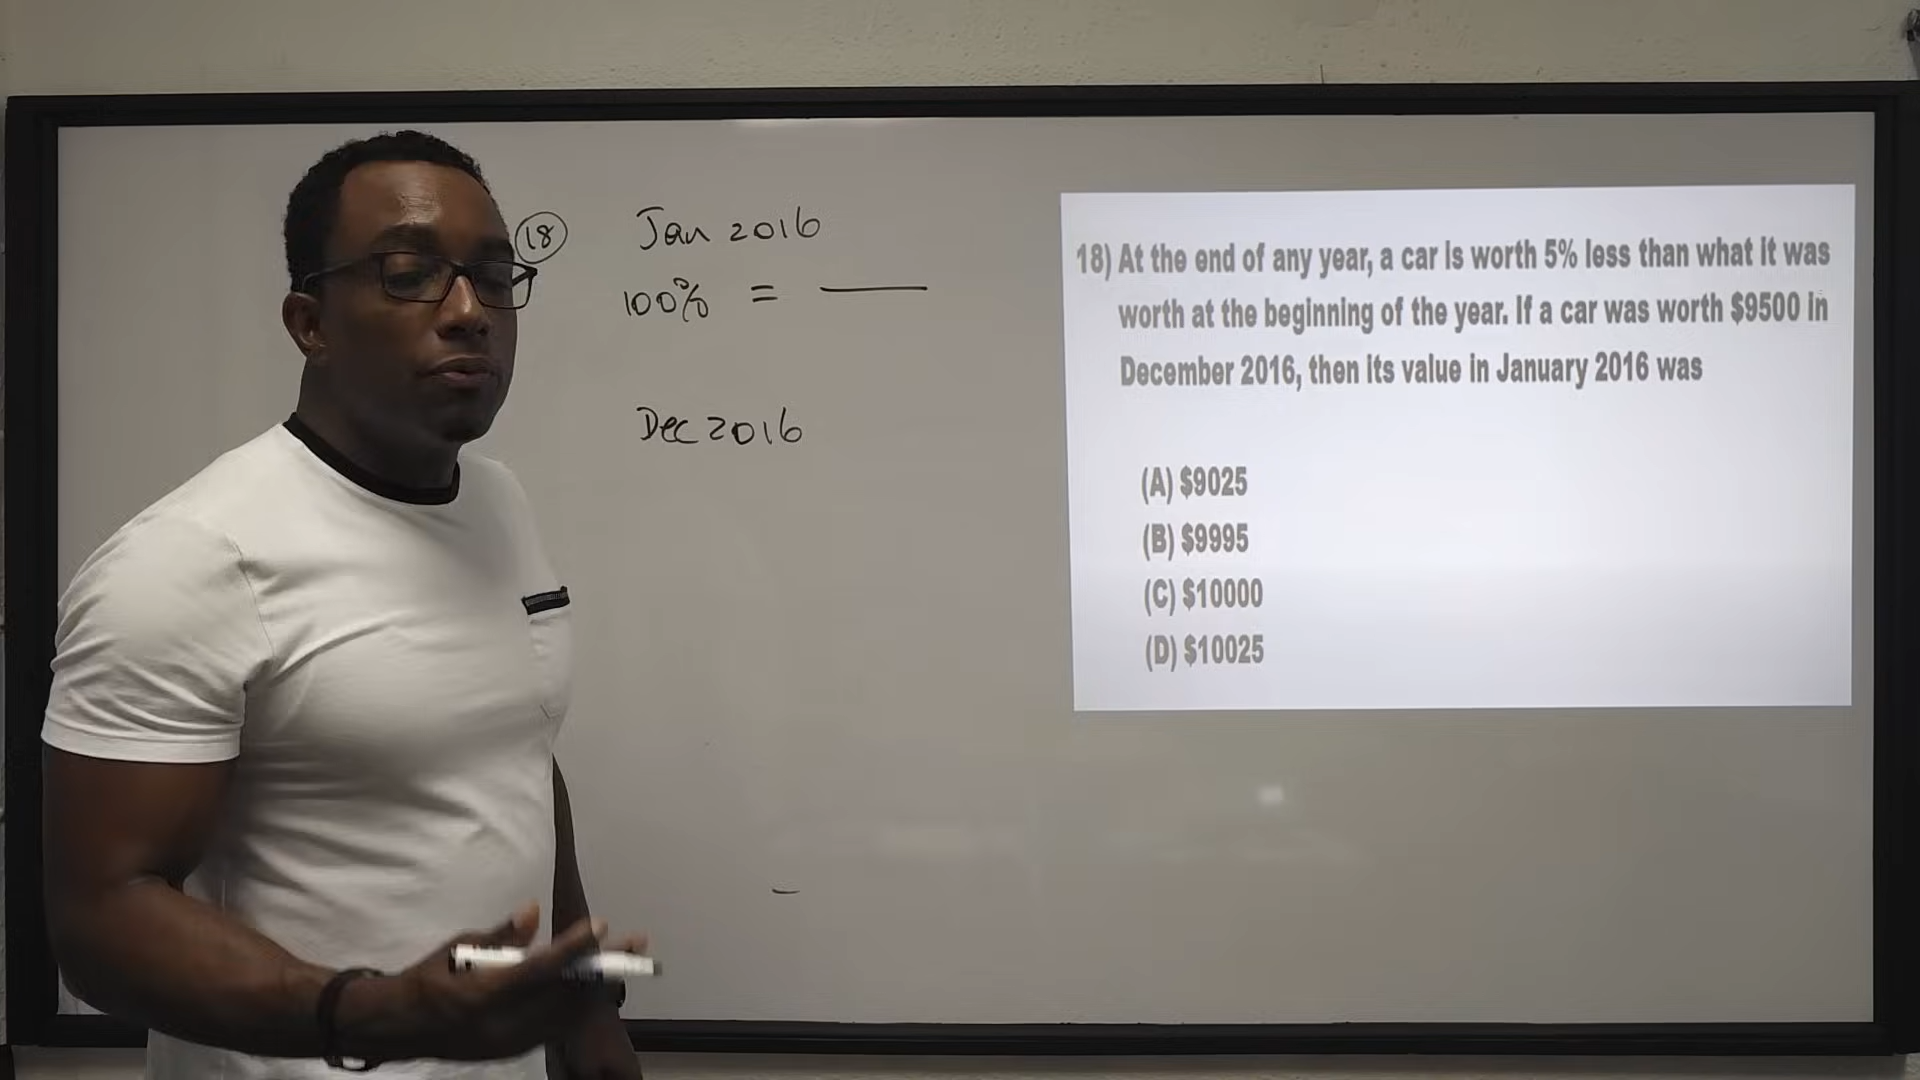 18
Jan 2016
100% =
Dec 2016
18) At the end of any year, a car is worth 5% less than what it was
worth at the beginning of the year. If a car was worth $9500 in
December 2016, then its value in January 2016 was
(A) $9025
(B) $9995
(C) $10000
(D) $10025